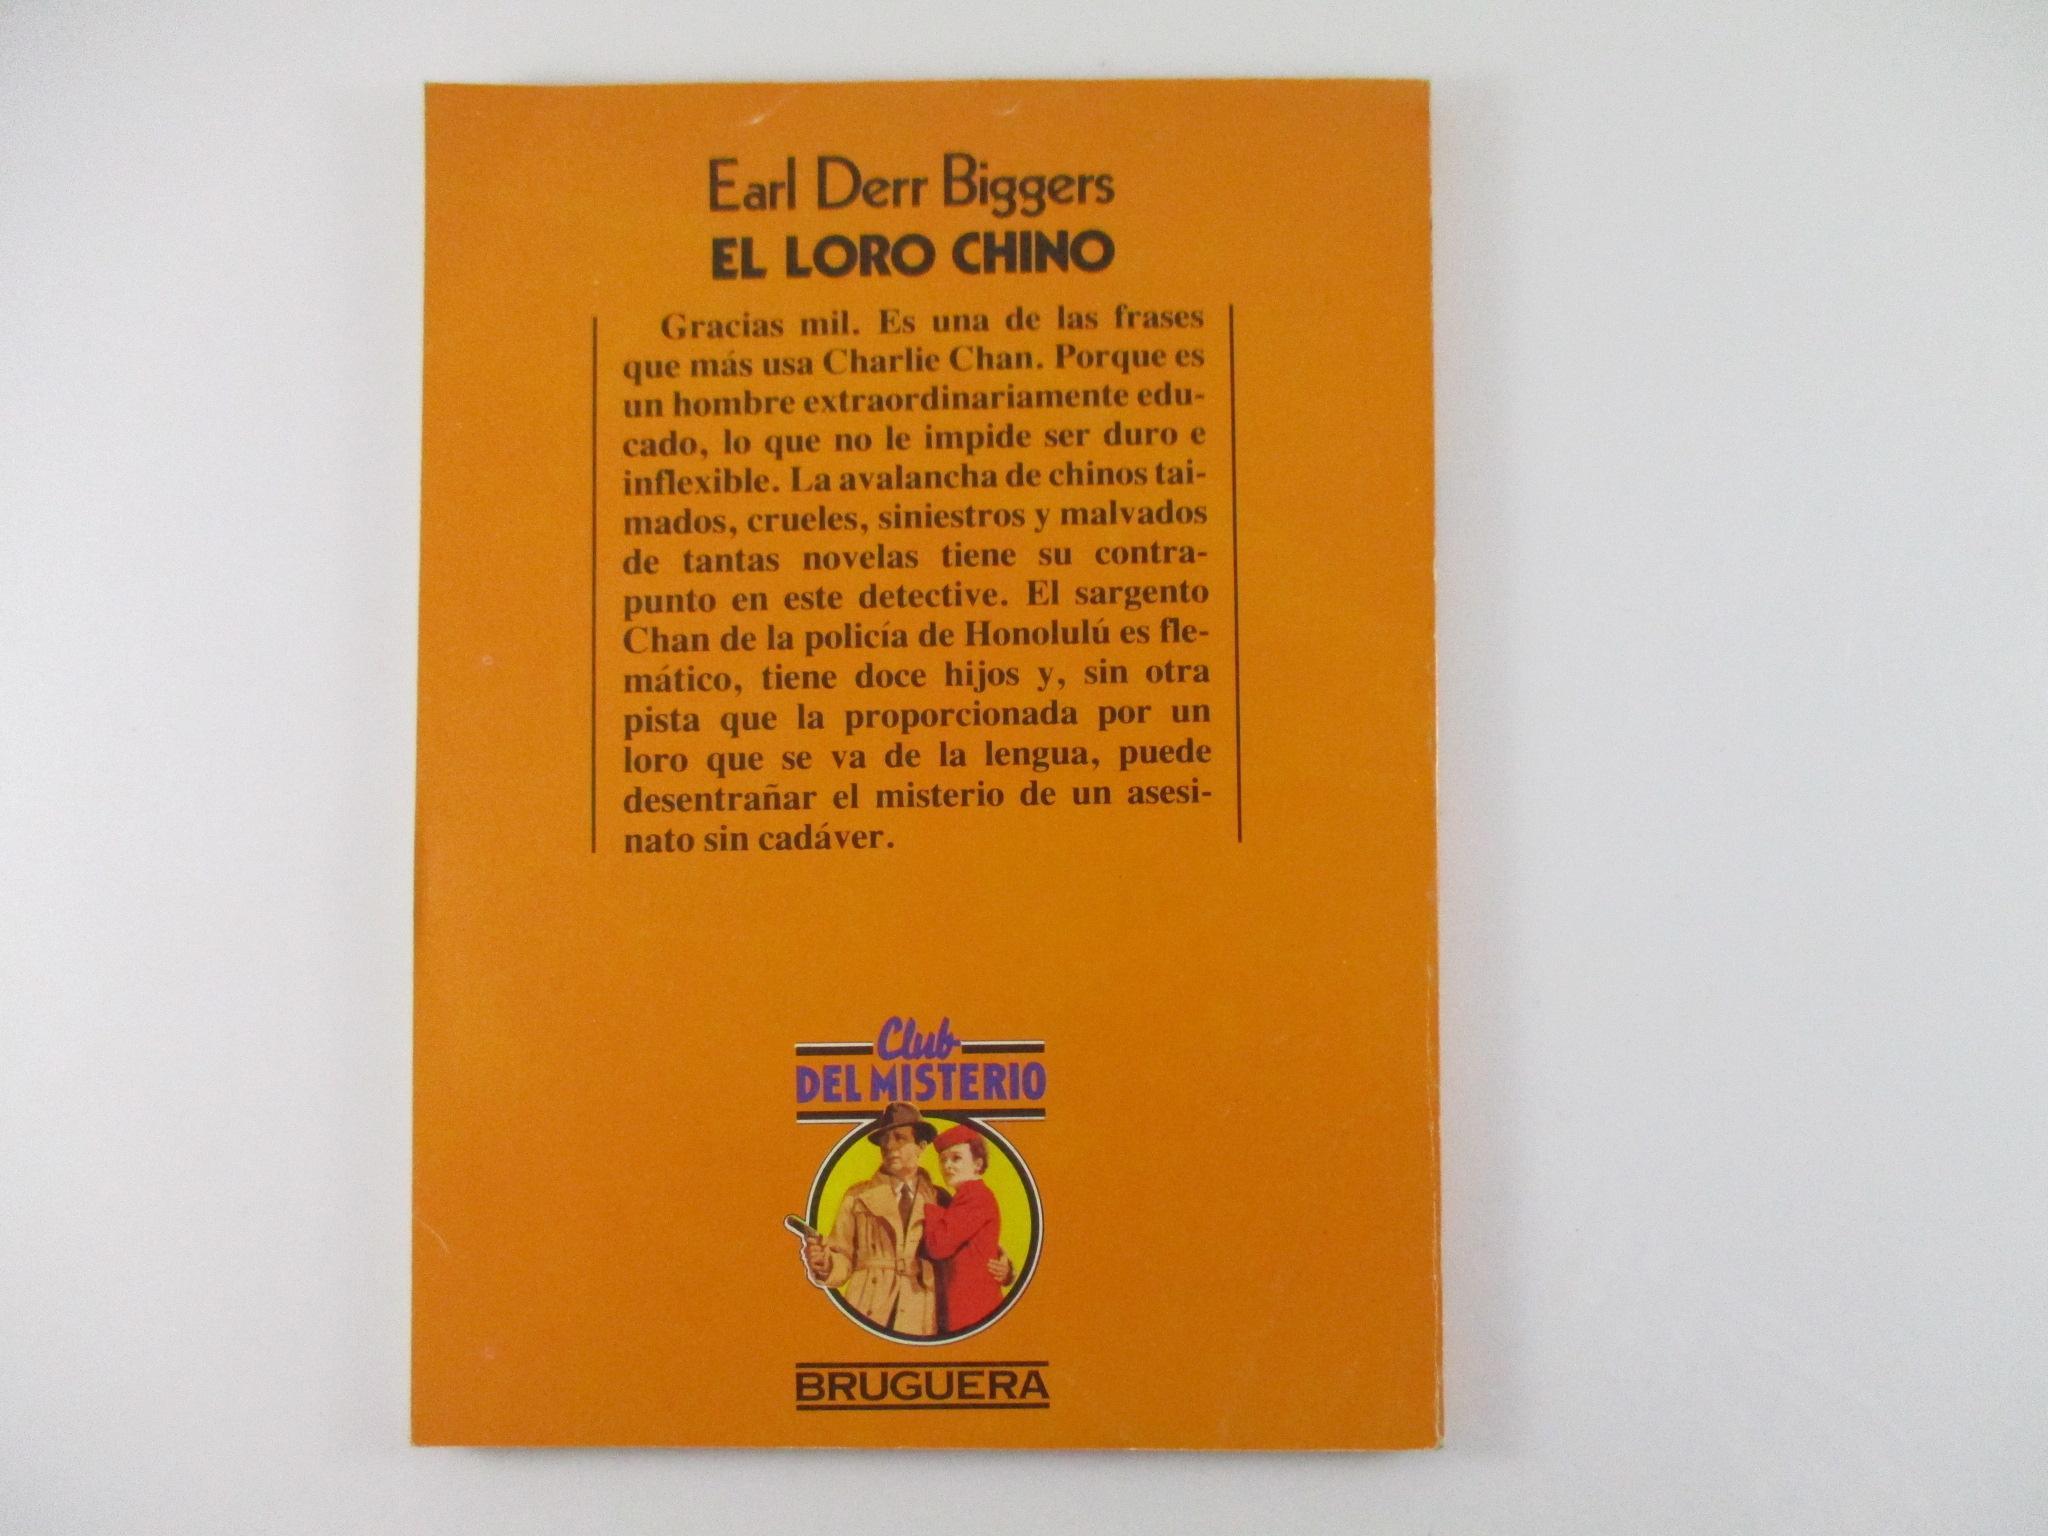 Earl Derr Biggers
EL LORO CHINO
Gracias mil. Es una de las frases
que más usa Charlie Chan. Porque es
un hombre extraordinariamente edu-
cado, lo que no le impide ser duro e
inflexible. La avalancha de chinos tai-
mados, crueles, siniestros y malvados
de tantas novelas tiene su contra-
punto en este detective. El sargento
Chan de la policía de Honolulú es fle-
mático, tiene doce hijos y, sin otra
pista que la proporcionada por un
loro que se va de la lengua, puede
desentrañar el misterio de un asesi-
nato sin cadáver.
Club
DEL MISTERIO
BRUGUERA